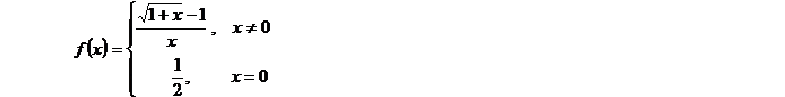 f(x) = { (√(1+x) −1)/x , x ≠ 0
1/2 , x = 0